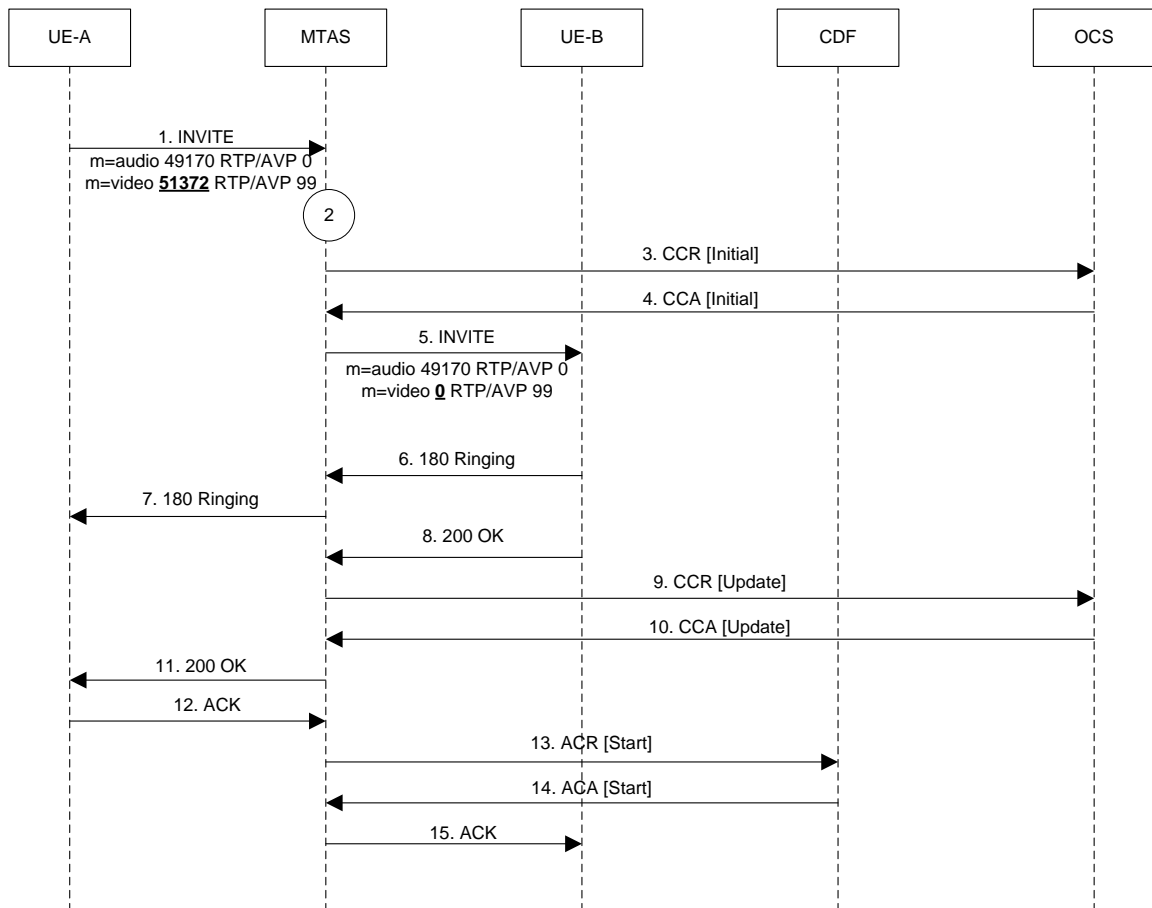 UE-A
MTAS
UE-B
CDF
OCS
1. INVITE
m=audio 49170 RTP/AVP 0
m=video 51372 RTP/AVP 99
2
3. CCR [Initial]
4. CCA [Initial]
5. INVITE
m=audio 49170 RTP/AVP 0
m=video 0 RTP/AVP 99
6. 180 Ringing
7. 180 Ringing
8. 200 OK
9. CCR [Update]
10. CCA [Update]
11. 200 OK
12. ACK
13. ACR [Start]
14. ACA [Start]
15. ACK